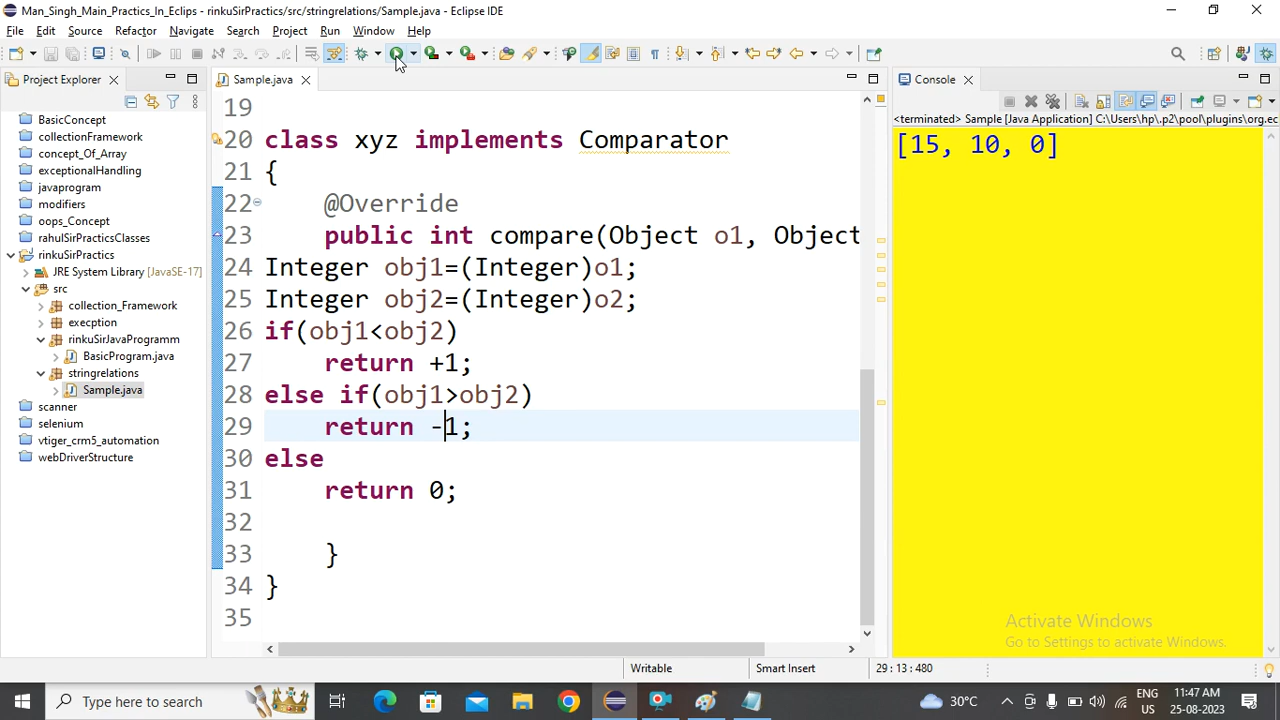 Man_Singh_Main_Practics_In_Eclips - rinkuSirPractics/src/stringrelations/Sample.java - Eclipse IDE
File Edit Source Refactor Navigate Search Project Run Window Help
Project Explorer
BasicConcept
collectionFramework
concept_Of_Array
exceptionalHandling
javaprogram
modifiers
oops_Concept
rahulSirPracticsClasses
rinkuSirPractics
JRE System Library [JavaSE-17]
src
collection_Framework
execption
rinkuSirJavaProgramm
BasicProgram.java
stringrelations
Sample.java
scanner
selenium
vtiger_crm5_automation
webDriverStructure
Sample.java
19
20 class xyz implements Comparator
21 {
22 @Override
23 public int compare(Object o1, Object
24 Integer obj1=(Integer)o1;
25 Integer obj2=(Integer)o2;
26 if(obj1<obj2)
27 return +1;
28 else if(obj1>obj2)
29 return -1;
30 else
31 return 0;
32
33 }
34 }
35
Console
<terminated> Sample [Java Application] C:\Users\hp\.p2\pool\plugins\org.ec
[15, 10, 0]
Activate Windows
Go to Settings to activate Windows.
Writable Smart Insert 29 : 13 : 480
Type here to search
30°C
ENG
US
11:47 AM
25-08-2023